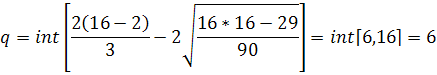 q = int [ 2(16−2)/3 − 2√(16∗16−29/90) ] = int⌈6,16⌉ = 6